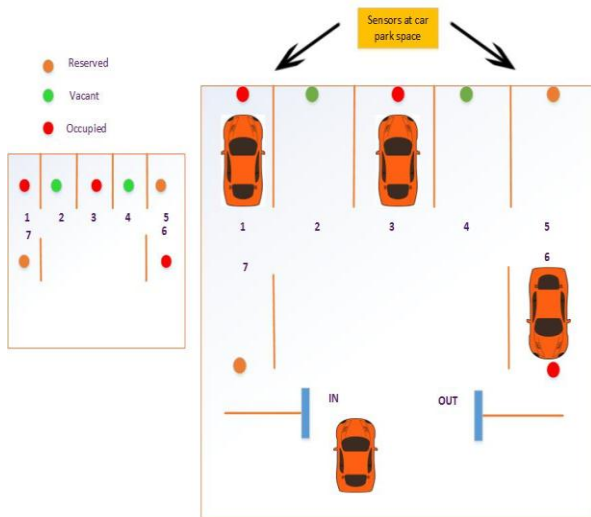 Sensors at car
park space
Reserved
Vacant
Occupied
1 2 3 4 5
7 6
1 2 3 4 5
7 6
IN OUT